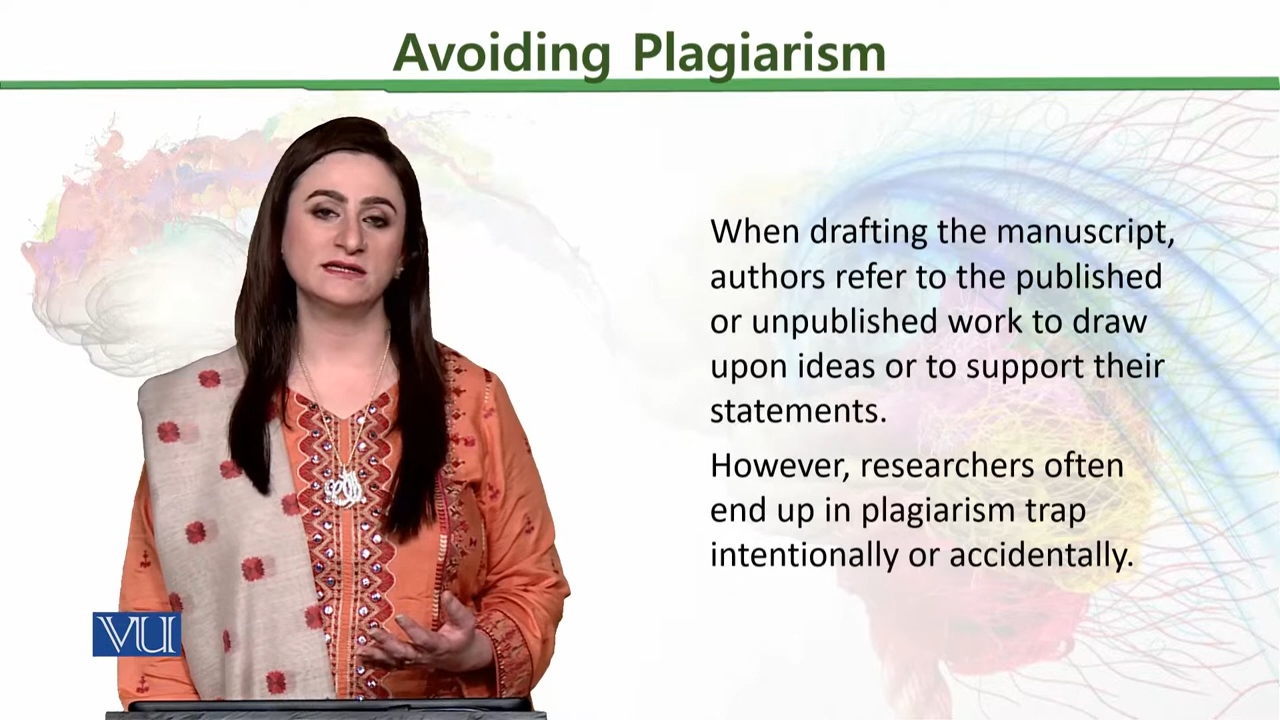 Avoiding Plagiarism
When drafting the manuscript,
authors refer to the published
or unpublished work to draw
upon ideas or to support their
statements.
However, researchers often
end up in plagiarism trap
intentionally or accidentally.
VU